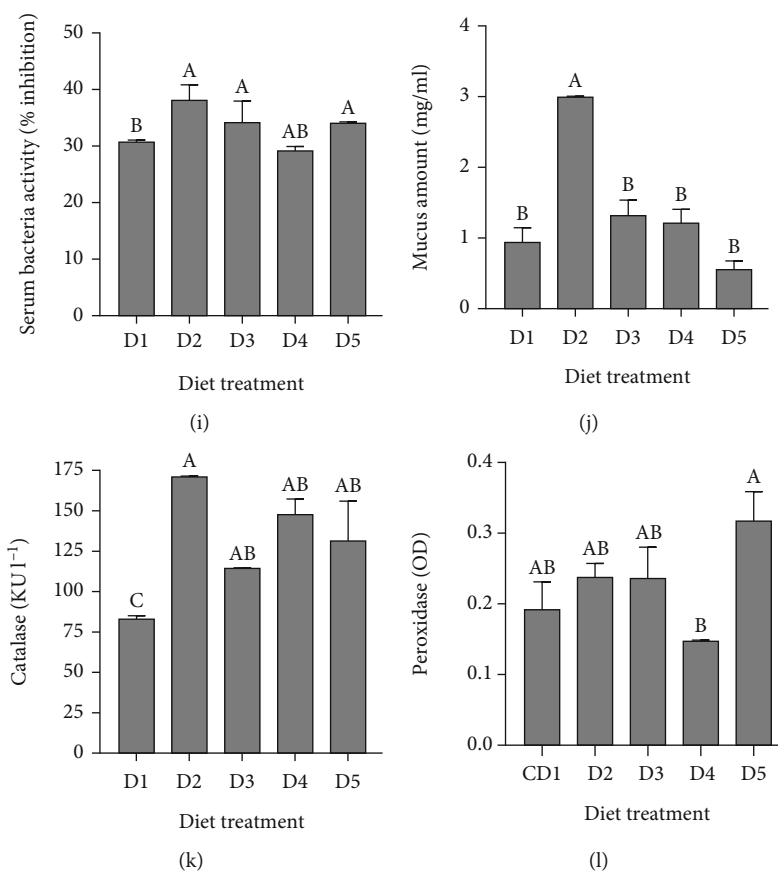 Serum bacteria activity (% inhibition)
50
40
30
20
10
0
B
A
A
AB
A
D1 D2 D3 D4 D5
Diet treatment
(i)
Mucus amount (mg/ml)
4
3
2
1
0
B
A
B
B
B
D1 D2 D3 D4 D5
Diet treatment
(j)
Catalase (KU l⁻¹)
175
150
125
100
75
50
25
0
C
A
AB
AB
AB
D1 D2 D3 D4 D5
Diet treatment
(k)
Peroxidase (OD)
0.4
0.3
0.2
0.1
0.0
AB
AB
AB
B
A
CD1 D2 D3 D4 D5
Diet treatment
(l)